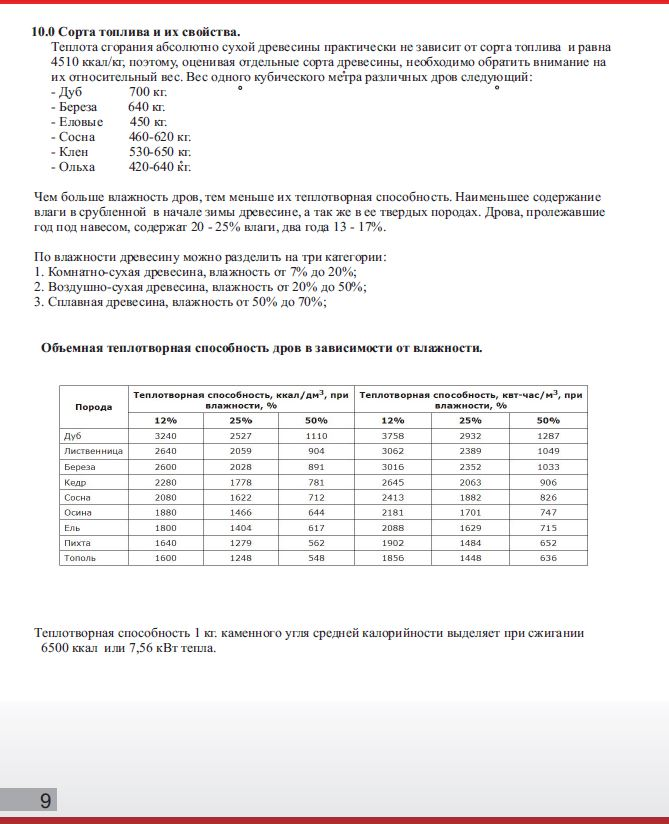 10.0 Сорта топлива и их свойства.
Теплота сгорания абсолютно сухой древесины практически не зависит от сорта топлива и равна
4510 ккал/кг, поэтому, оценивая отдельные сорта древесины, необходимо обратить внимание на
их относительный вес. Вес одного кубического метра различных дров следующий:
- Дуб 700 кг.
- Береза 640 кг.
- Еловые 450 кг.
- Сосна 460-620 кг.
- Клен 530-650 кг.
- Ольха 420-640 кг.
Чем больше влажность дров, тем меньше их теплотворная способность. Наименьшее содержание
влаги в срубленной в начале зимы древесине, а так же в ее твердых породах. Дрова, пролежавшие
год под навесом, содержат 20 - 25% влаги, два года 13 - 17%.
По влажности древесину можно разделить на три категории:
1. Комнатно-сухая древесина, влажность от 7% до 20%;
2. Воздушно-сухая древесина, влажность от 20% до 50%;
3. Сплавная древесина, влажность от 50% до 70%;
Объемная теплотворная способность дров в зависимости от влажности.
Порода Теплотворная способность, ккал/дм³, при влажности, % Теплотворная способность, квт-час/м³, при влажности, %
12% 25% 50% 12% 25% 50%
Дуб 3240 2527 1110 3758 2932 1287
Лиственница 2640 2059 904 3062 2389 1049
Береза 2600 2028 891 3016 2352 1033
Кедр 2280 1778 781 2645 2063 906
Сосна 2080 1622 712 2413 1882 826
Осина 1880 1466 644 2181 1701 747
Ель 1800 1404 617 2088 1629 715
Пихта 1640 1279 562 1902 1484 652
Тополь 1600 1248 548 1856 1448 636
Теплотворная способность 1 кг. каменного угля средней калорийности выделяет при сжигании
6500 ккал или 7,56 кВт тепла.
9